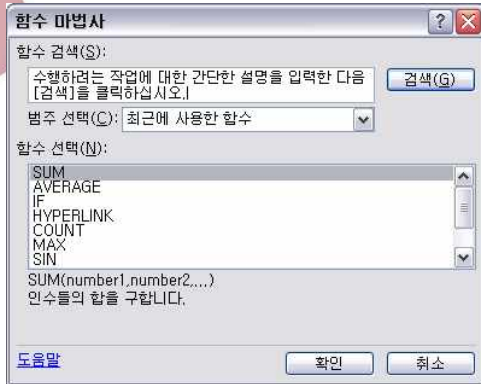 함수 마법사
함수 검색(S):
수행하려는 작업에 대한 간단한 설명을 입력한 다음
[검색]을 클릭하십시오.
검색(G)
범주 선택(C): 최근에 사용한 함수
함수 선택(N):
SUM
AVERAGE
IF
HYPERLINK
COUNT
MAX
SIN
SUM(number1,number2,...)
인수들의 합을 구합니다.
도움말
확인
취소